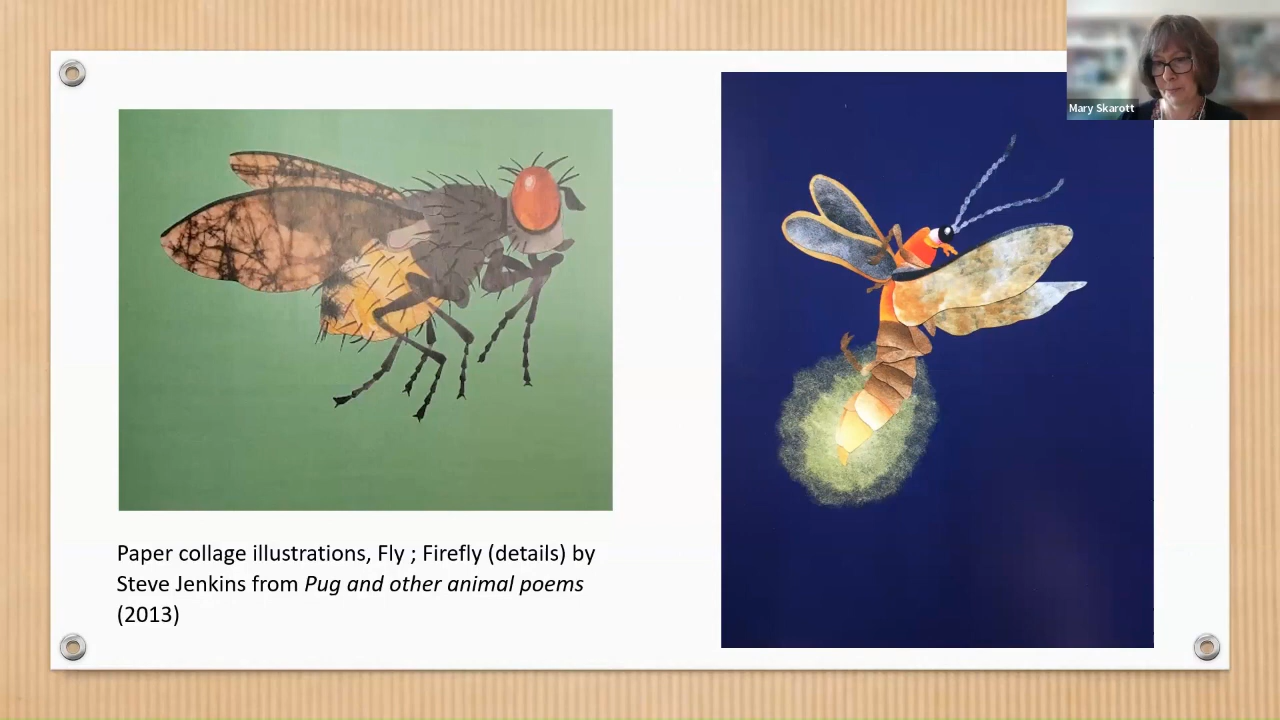 Mary Skarott
Paper collage illustrations, Fly ; Firefly (details) by
Steve Jenkins from Pug and other animal poems
(2013)